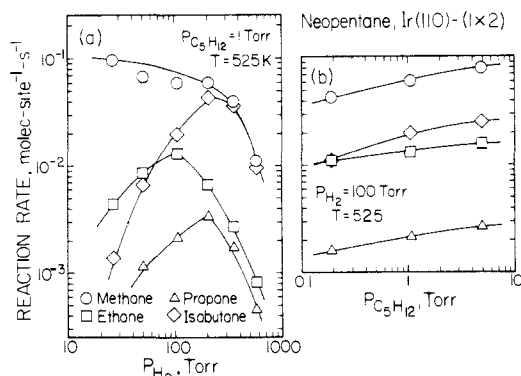 Neopentane, Ir(110)-(1×2)
(a)
P_C5H12 = 1 Torr
T = 525K
REACTION RATE, molec-site⁻¹-s⁻¹
10⁻¹
10⁻²
10⁻³
○ Methane △ Propane
□ Ethane ◇ Isobutane
10 100 1000
P_H2, Torr
(b)
P_H2 = 100 Torr
T = 525
0.1 1 10
P_C5H12, Torr